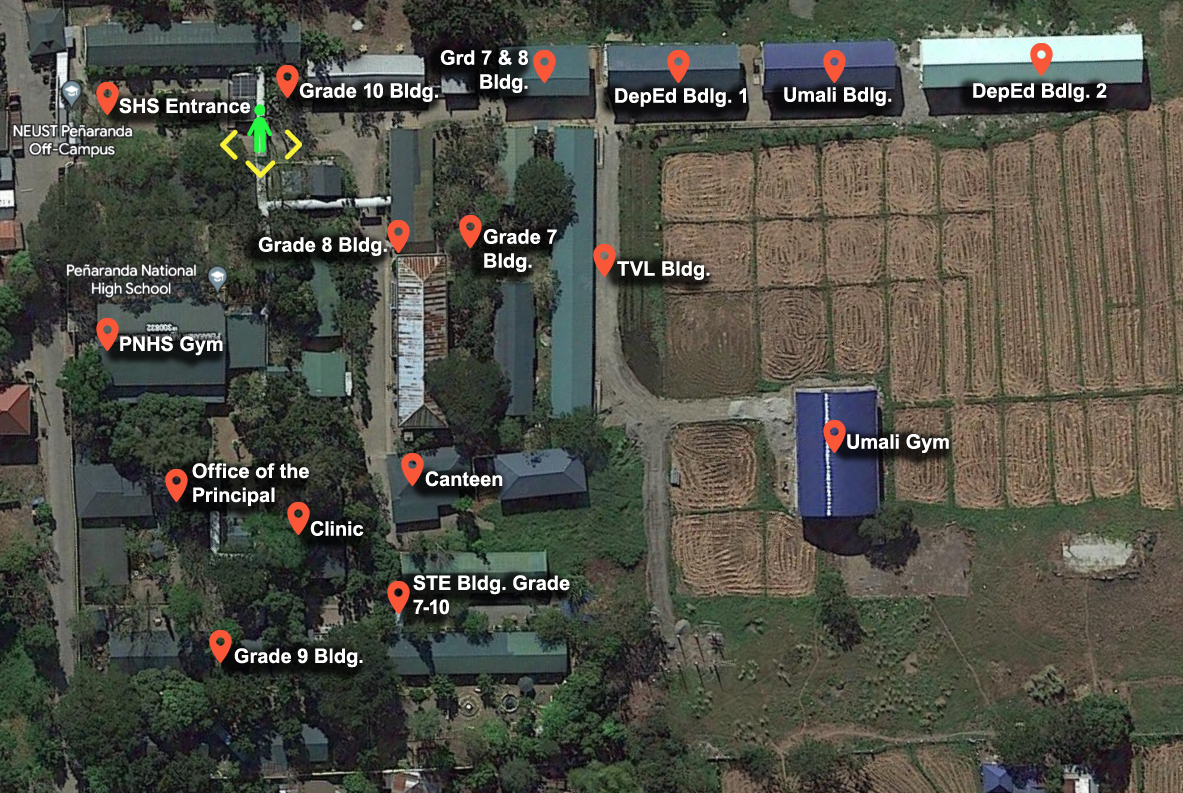 Grd 7 & 8
Bldg.
SHS Entrance
Grade 10 Bldg.
DepEd Bdlg. 1
Umali Bdlg.
DepEd Bdlg. 2
NEUST Peñaranda
Off-Campus
Grade 8 Bldg.
Grade 7
Bldg.
TVL Bldg.
Peñaranda National
High School
300832
PNHS Gym
Umali Gym
Office of the
Principal
Canteen
Clinic
STE Bldg. Grade
7-10
Grade 9 Bldg.